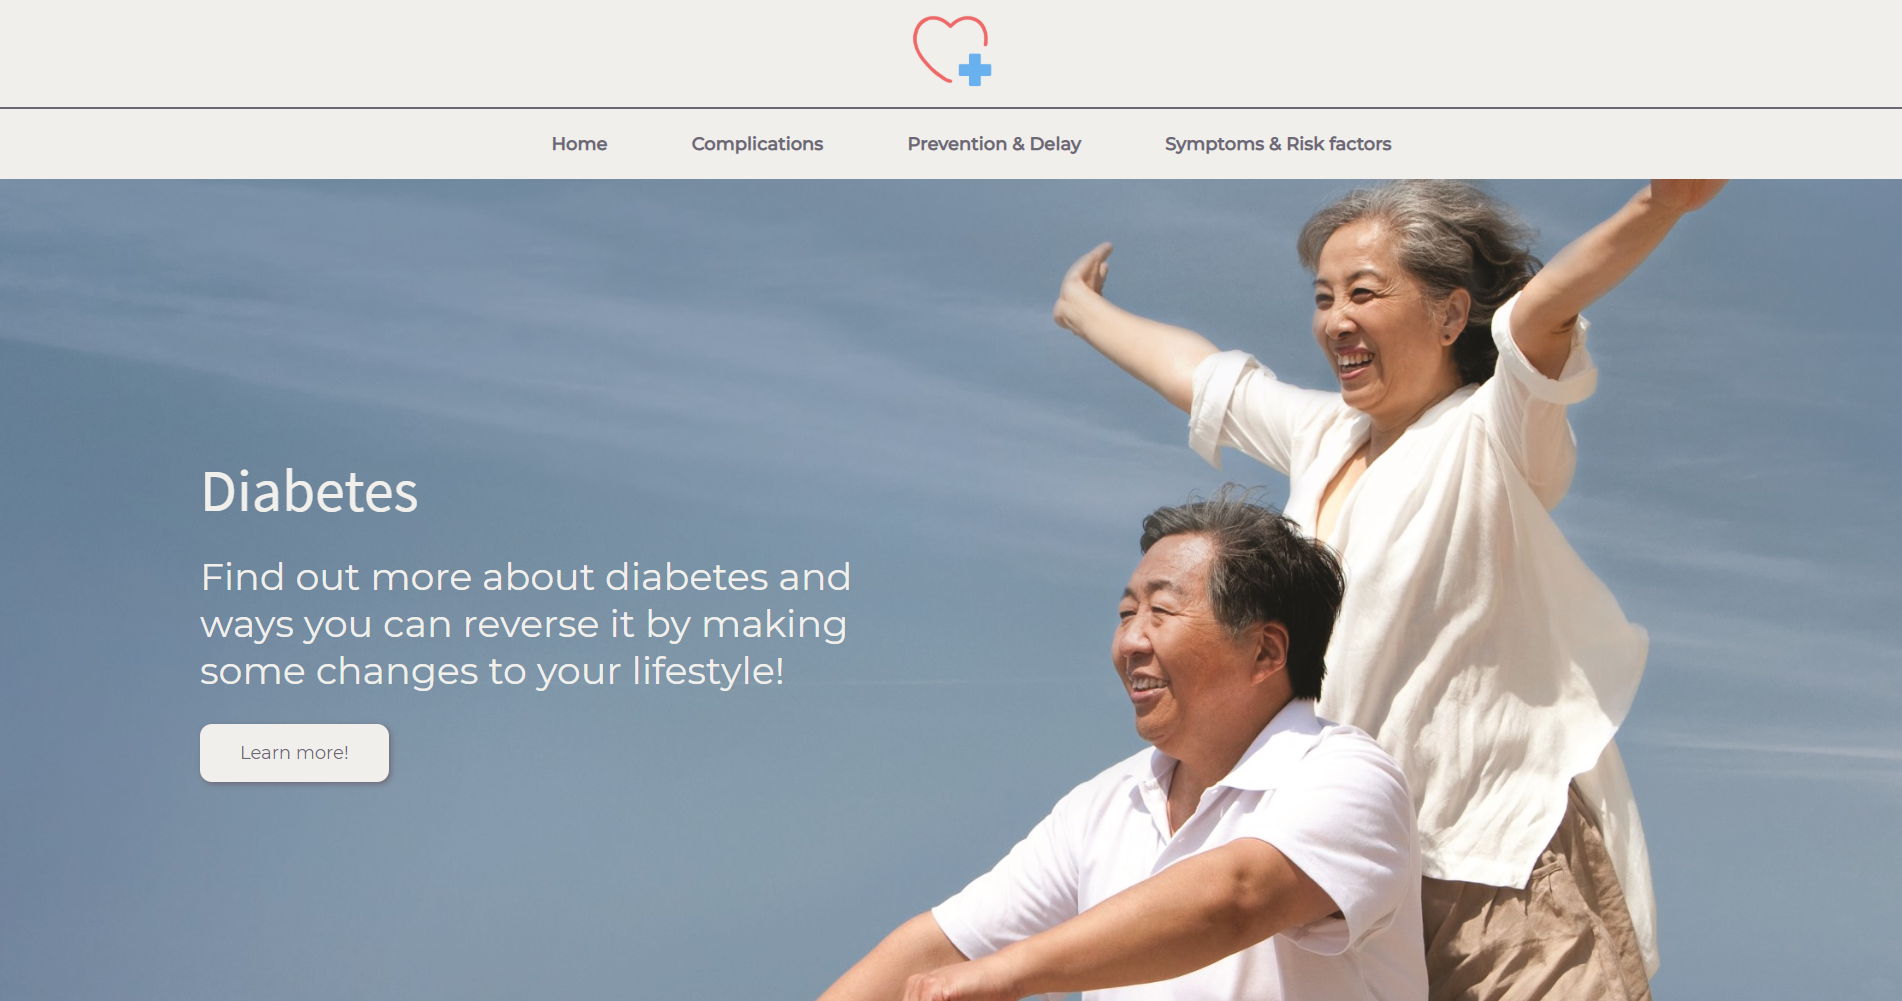 Home Complications Prevention & Delay Symptoms & Risk factors
Diabetes
Find out more about diabetes and
ways you can reverse it by making
some changes to your lifestyle!
Learn more!